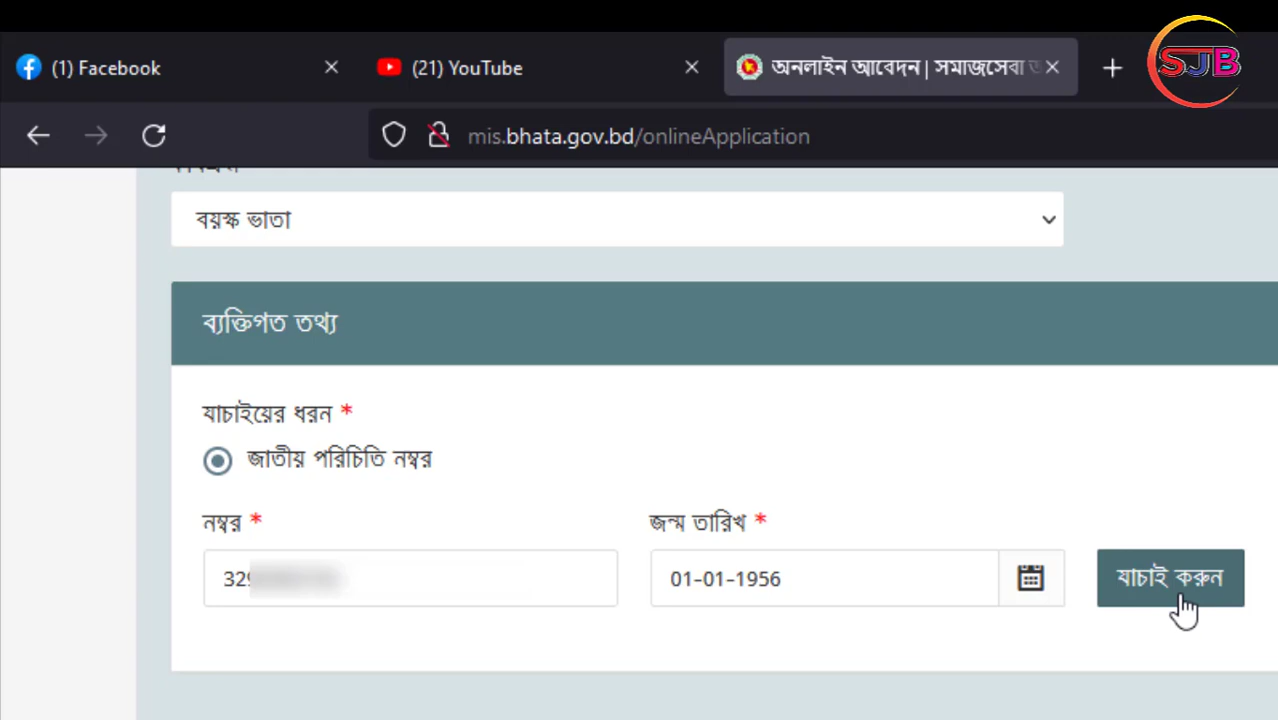 (1) Facebook
(21) YouTube
অনলাইন আবেদন | সমাজসেবা
SJB
mis.bhata.gov.bd/onlineApplication
বয়স্ক ভাতা
ব্যক্তিগত তথ্য
যাচাইয়ের ধরন *
জাতীয় পরিচিতি নম্বর
নম্বর *
জন্ম তারিখ *
329
01-01-1956
যাচাই করুন